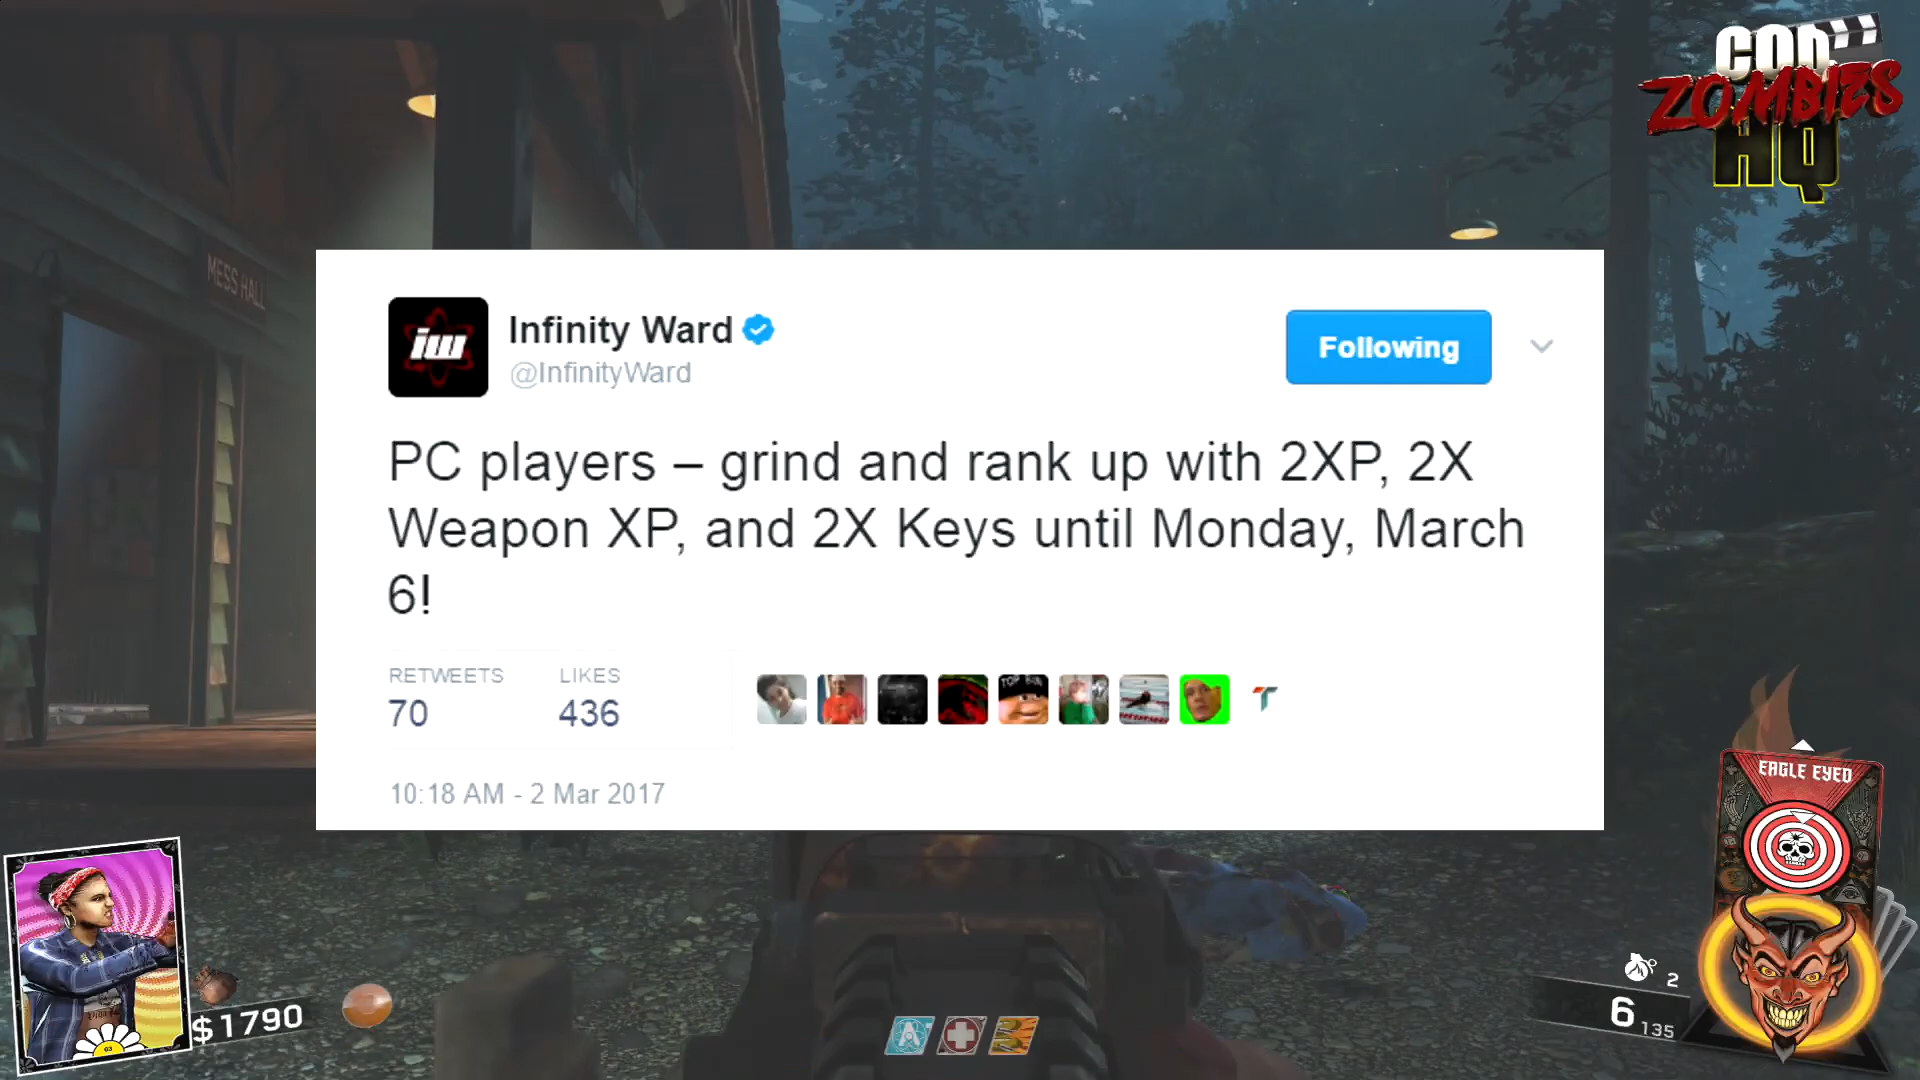 COD
ZOMBIES
HQ
MESS HALL
iw
Infinity Ward
@InfinityWard
Following
PC players – grind and rank up with 2XP, 2X
Weapon XP, and 2X Keys until Monday, March
6!
RETWEETS
LIKES
70
436
TOP
10:18 AM - 2 Mar 2017
EAGLE EYED
$1790
2
6
135